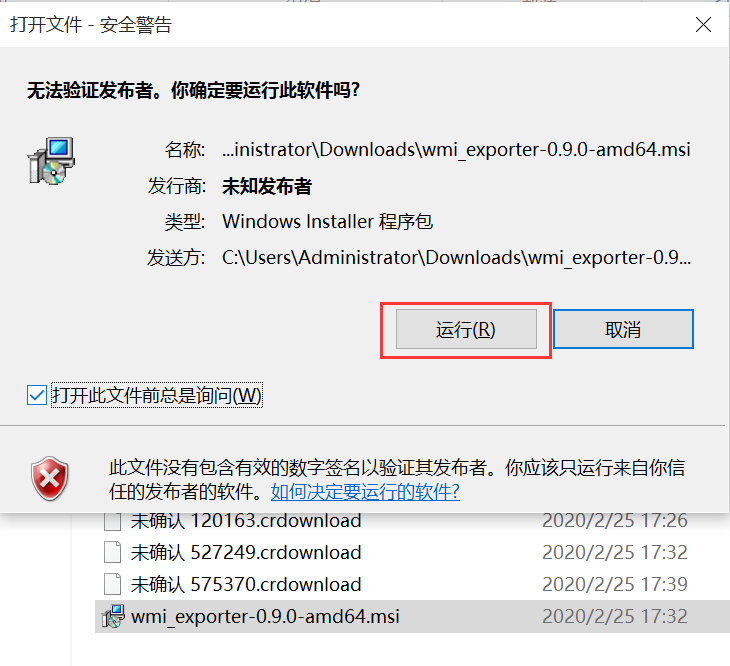 打开文件 - 安全警告
无法验证发布者。你确定要运行此软件吗?
名称: ...inistrator\Downloads\wmi_exporter-0.9.0-amd64.msi
发行商: 未知发布者
类型: Windows Installer 程序包
发送方: C:\Users\Administrator\Downloads\wmi_exporter-0.9...
运行(R) 取消
打开此文件前总是询问(W)
此文件没有包含有效的数字签名以验证其发布者。你应该只运行来自你信
任的发布者的软件。如何决定要运行的软件?
未确认 120163.crdownload 2020/2/25 17:26
未确认 527249.crdownload 2020/2/25 17:32
未确认 575370.crdownload 2020/2/25 17:39
wmi_exporter-0.9.0-amd64.msi 2020/2/25 17:32